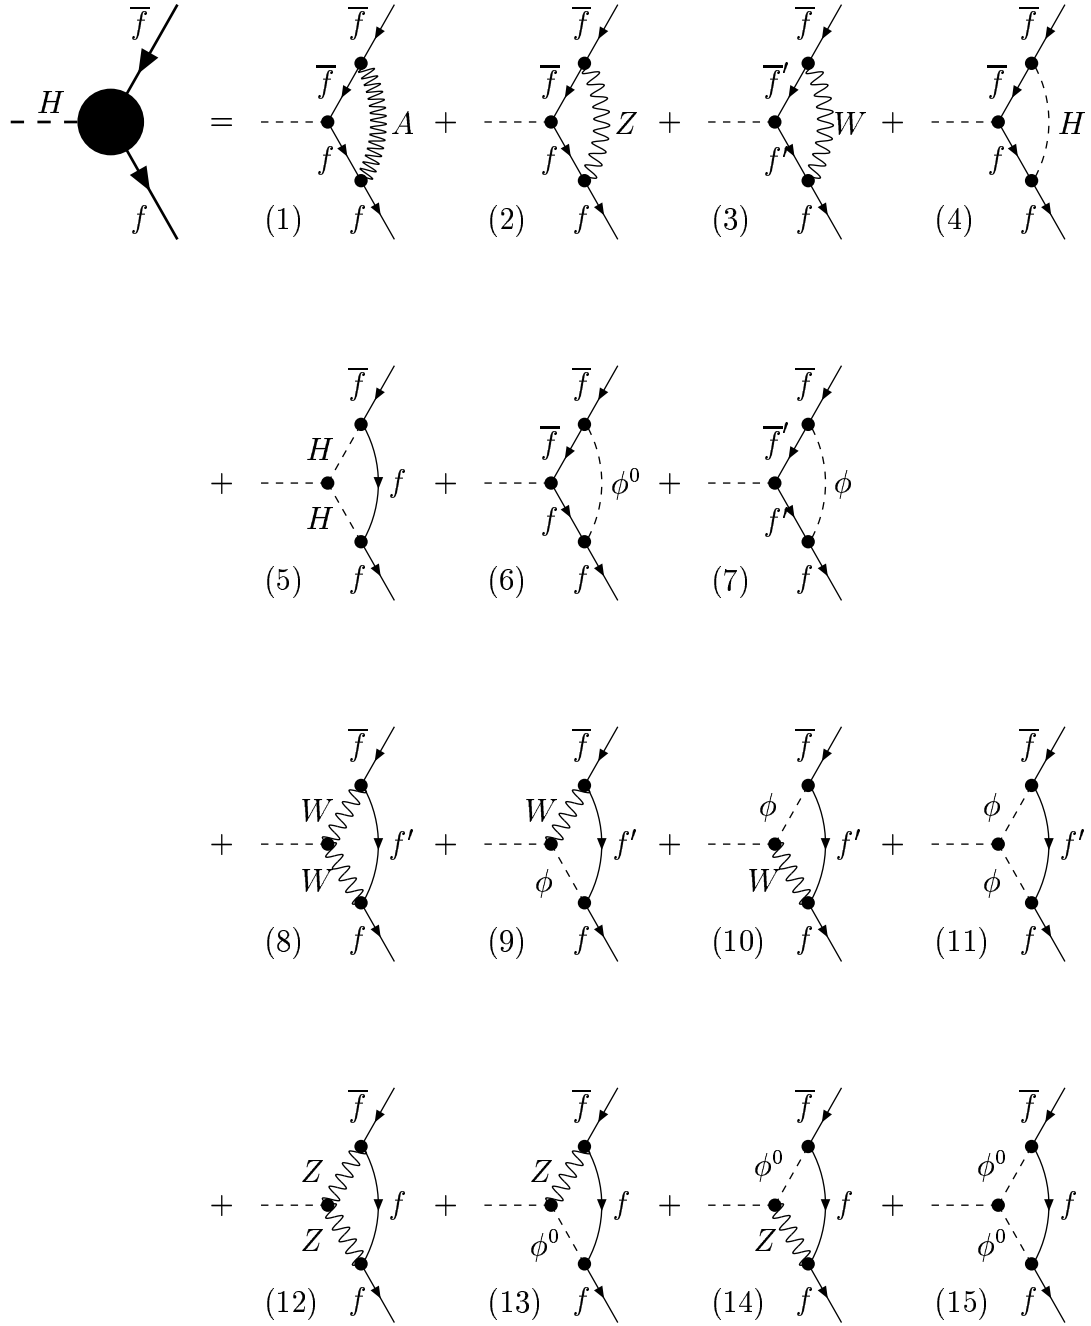 f̅ f̅ f̅ f̅ f̅
H f̅ f̅ f̅′ f̅
= A + Z + W + H
f f f′ f
f (1) f (2) f (3) f (4) f
f̅ f̅ f̅
H f̅ f̅′
+ f + φ⁰ + φ
H f f′
(5) f (6) f (7) f
f̅ f̅ f̅ f̅
W W φ φ
+ f′ + f′ + f′ + f′
W φ W φ
(8) f (9) f (10) f (11) f
f̅ f̅ f̅ f̅
Z Z φ⁰ φ⁰
+ f + f + f + f
Z φ⁰ Z φ⁰
(12) f (13) f (14) f (15) f